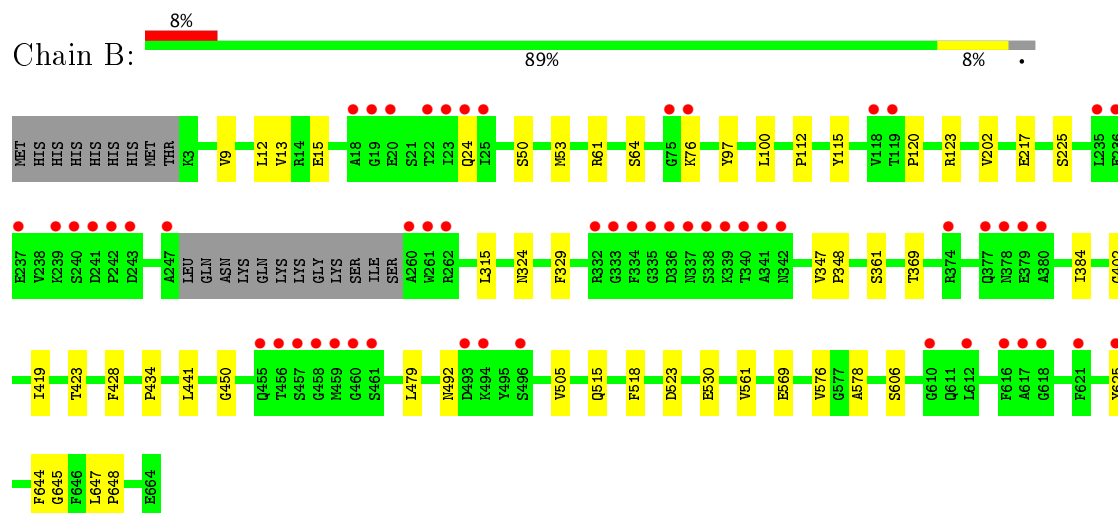 8%
Chain B:
89% 8% •
MET HIS HIS HIS HIS HIS HIS MET THR K3 V9 L12 V13 R14 E15 A18 G19 E20 S21 T22 I23 Q24 I25 S50 M53 R61 S64 G75 K76 Y97 L100 P112 Y115 V118 T119 P120 R123 V202 E217 S225 L235 E236
E237 V238 K239 S240 D241 P242 D243 A247 LEU GLN ASN LYS GLN LYS LYS GLY LYS SER ILE SER A260 W261 R262 L315 N324 F329 R332 G333 F334 G335 D336 N337 S338 K339 T340 A341 N342 V347 P348 S361 T369 R374 Q377 N378 E379 A380 I384 G402
I419 T423 F428 P434 L441 G450 Q455 T456 S457 G458 M459 G460 S461 L479 N492 D493 K494 Y495 S496 V505 Q515 F518 D523 E530 V561 E569 V576 G577 A578 S606 G610 Q611 L612 F616 A617 G618 F621 Y625
F644 G645 F646 L647 P648 E664